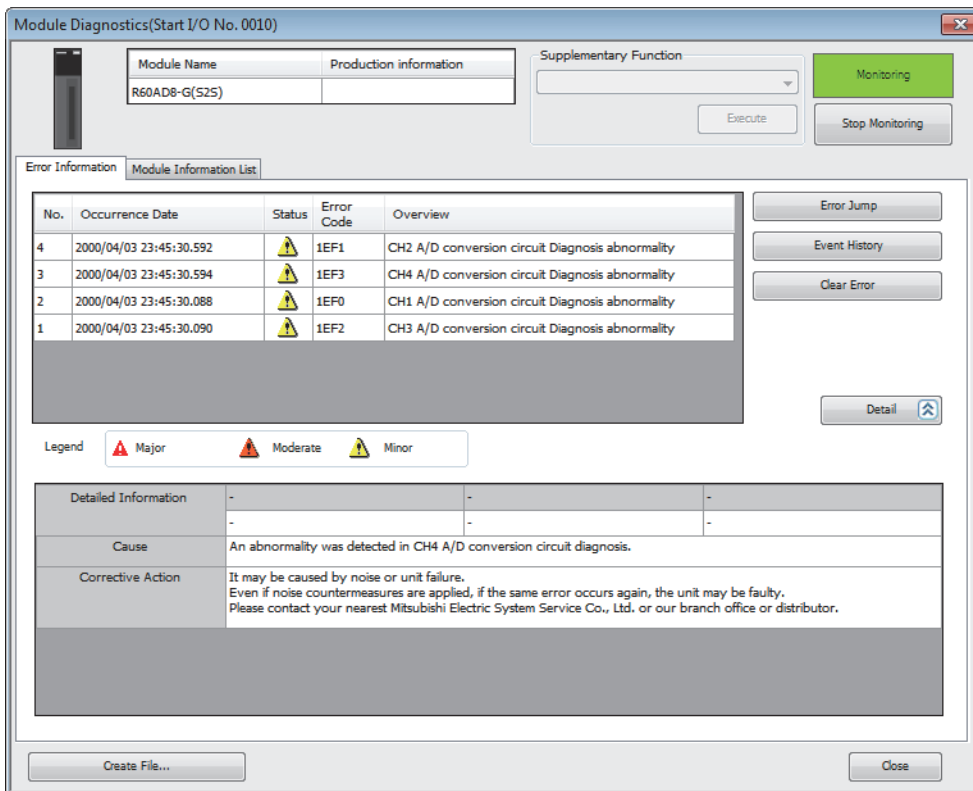 Module Diagnostics(Start I/O No. 0010)
Module Name Production information
R60AD8-G(S2S)
Supplementary Function
Execute
Monitoring
Stop Monitoring
Error Information Module Information List
No. Occurrence Date Status Error Code Overview
4 2000/04/03 23:45:30.592 1EF1 CH2 A/D conversion circuit Diagnosis abnormality
3 2000/04/03 23:45:30.594 1EF3 CH4 A/D conversion circuit Diagnosis abnormality
2 2000/04/03 23:45:30.088 1EF0 CH1 A/D conversion circuit Diagnosis abnormality
1 2000/04/03 23:45:30.090 1EF2 CH3 A/D conversion circuit Diagnosis abnormality
Error Jump
Event History
Clear Error
Detail
Legend Major Moderate Minor
Detailed Information - - -
- - -
Cause An abnormality was detected in CH4 A/D conversion circuit diagnosis.
Corrective Action It may be caused by noise or unit failure.
Even if noise countermeasures are applied, if the same error occurs again, the unit may be faulty.
Please contact your nearest Mitsubishi Electric System Service Co., Ltd. or our branch office or distributor.
Create File...
Close